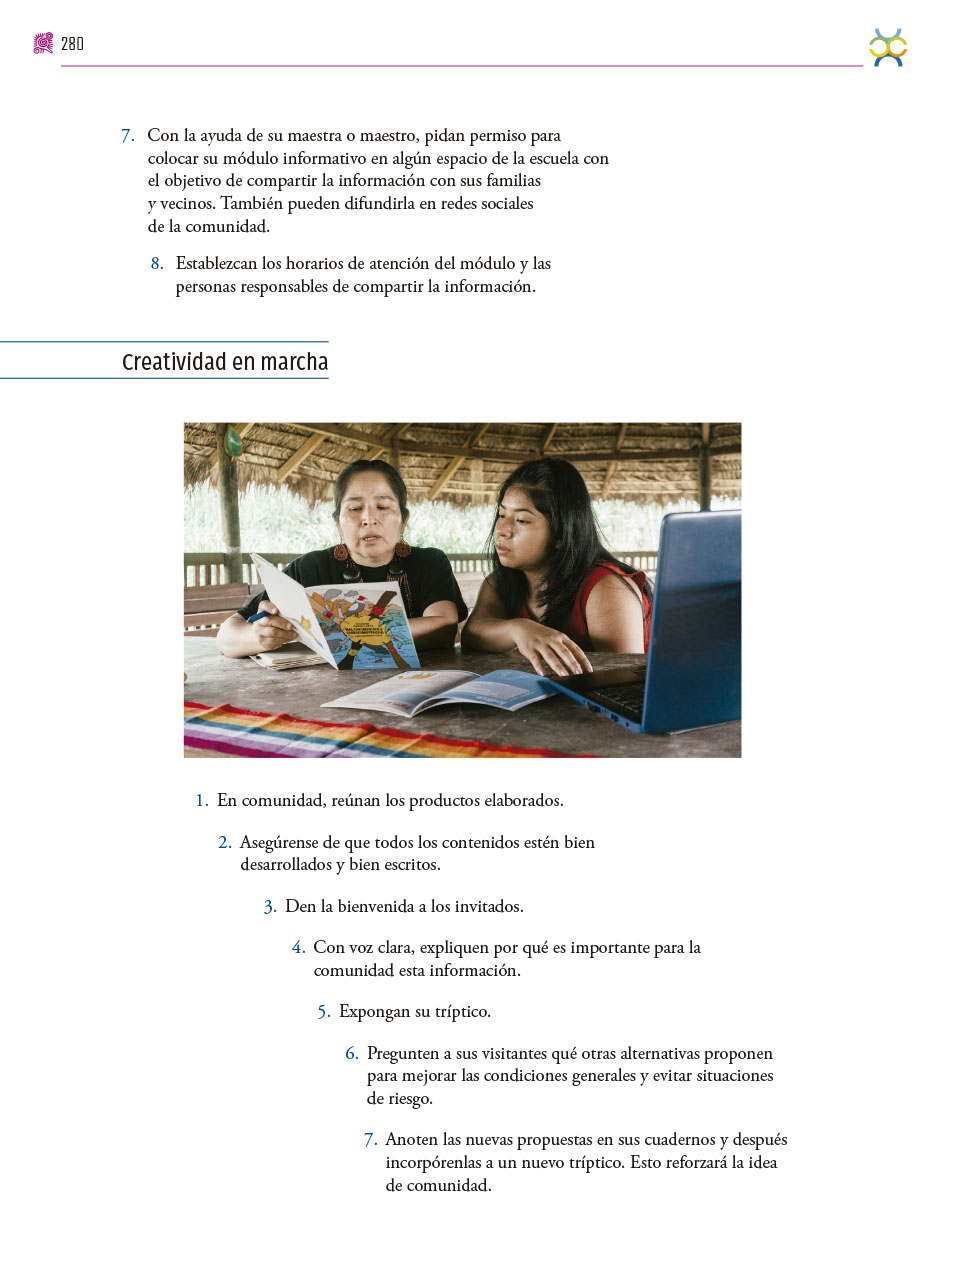 280
7. Con la ayuda de su maestra o maestro, pidan permiso para
colocar su módulo informativo en algún espacio de la escuela con
el objetivo de compartir la información con sus familias
y vecinos. También pueden difundirla en redes sociales
de la comunidad.
8. Establezcan los horarios de atención del módulo y las
personas responsables de compartir la información.
Creatividad en marcha
1. En comunidad, reúnan los productos elaborados.
2. Asegúrense de que todos los contenidos estén bien
desarrollados y bien escritos.
3. Den la bienvenida a los invitados.
4. Con voz clara, expliquen por qué es importante para la
comunidad esta información.
5. Expongan su tríptico.
6. Pregunten a sus visitantes qué otras alternativas proponen
para mejorar las condiciones generales y evitar situaciones
de riesgo.
7. Anoten las nuevas propuestas en sus cuadernos y después
incorpórenlas a un nuevo tríptico. Esto reforzará la idea
de comunidad.